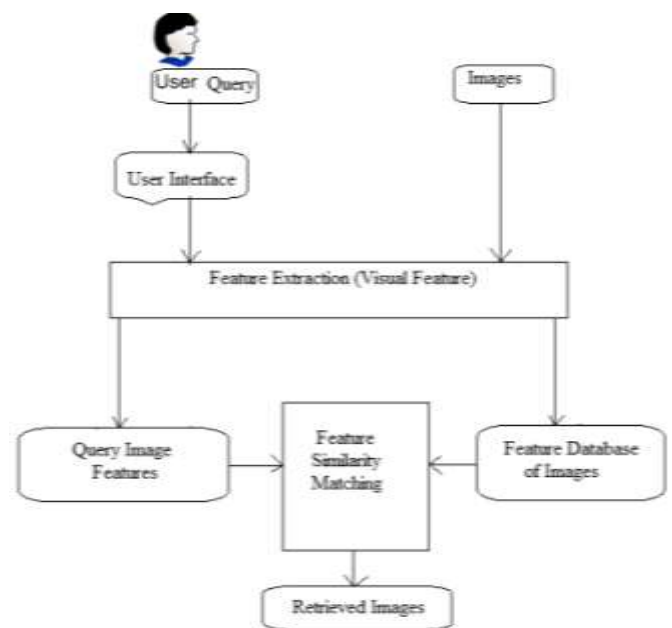 User Query
Images
User Interface
Feature Extraction (Visual Feature)
Query Image
Features
Feature
Similarity
Matching
Feature Database
of Images
Retrieved Images